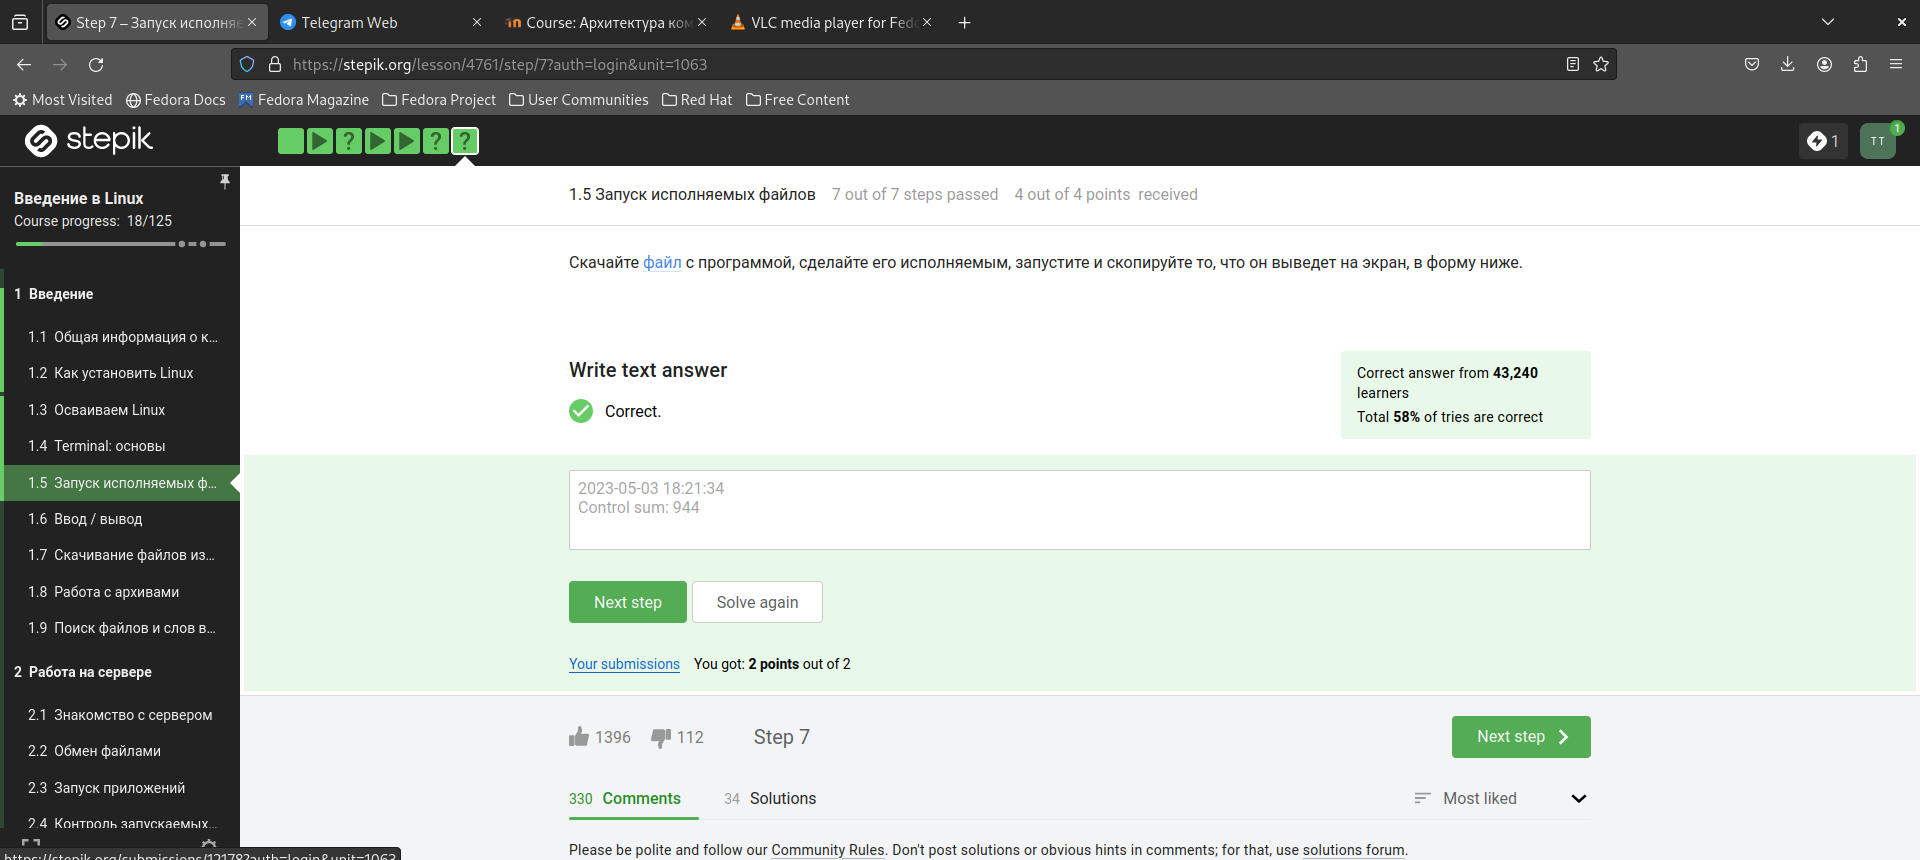 Step 7 – Запуск исполняе
Telegram Web
Course: Архитектура ком
VLC media player for Fed
https://stepik.org/lesson/4761/step/7?auth=login&unit=1063
Most Visited
Fedora Docs
Fedora Magazine
Fedora Project
User Communities
Red Hat
Free Content
stepik
? ? ?
1
TT
1
Введение в Linux
Course progress: 18/125
1 Введение
1.1 Общая информация о к...
1.2 Как установить Linux
1.3 Осваиваем Linux
1.4 Terminal: основы
1.5 Запуск исполняемых ф...
1.6 Ввод / вывод
1.7 Скачивание файлов из...
1.8 Работа с архивами
1.9 Поиск файлов и слов в...
2 Работа на сервере
2.1 Знакомство с сервером
2.2 Обмен файлами
2.3 Запуск приложений
2.4 Контроль запускаемых...
https://stepik.org/submissions/12178?auth=login&unit=1063
1.5 Запуск исполняемых файлов 7 out of 7 steps passed 4 out of 4 points received
Скачайте файл с программой, сделайте его исполняемым, запустите и скопируйте то, что он выведет на экран, в форму ниже.
Write text answer
Correct.
Correct answer from 43,240
learners
Total 58% of tries are correct
2023-05-03 18:21:34
Control sum: 944
Next step
Solve again
Your submissions You got: 2 points out of 2
1396
112
Step 7
Next step
330 Comments
34 Solutions
Most liked
Please be polite and follow our Community Rules. Don't post solutions or obvious hints in comments; for that, use solutions forum.